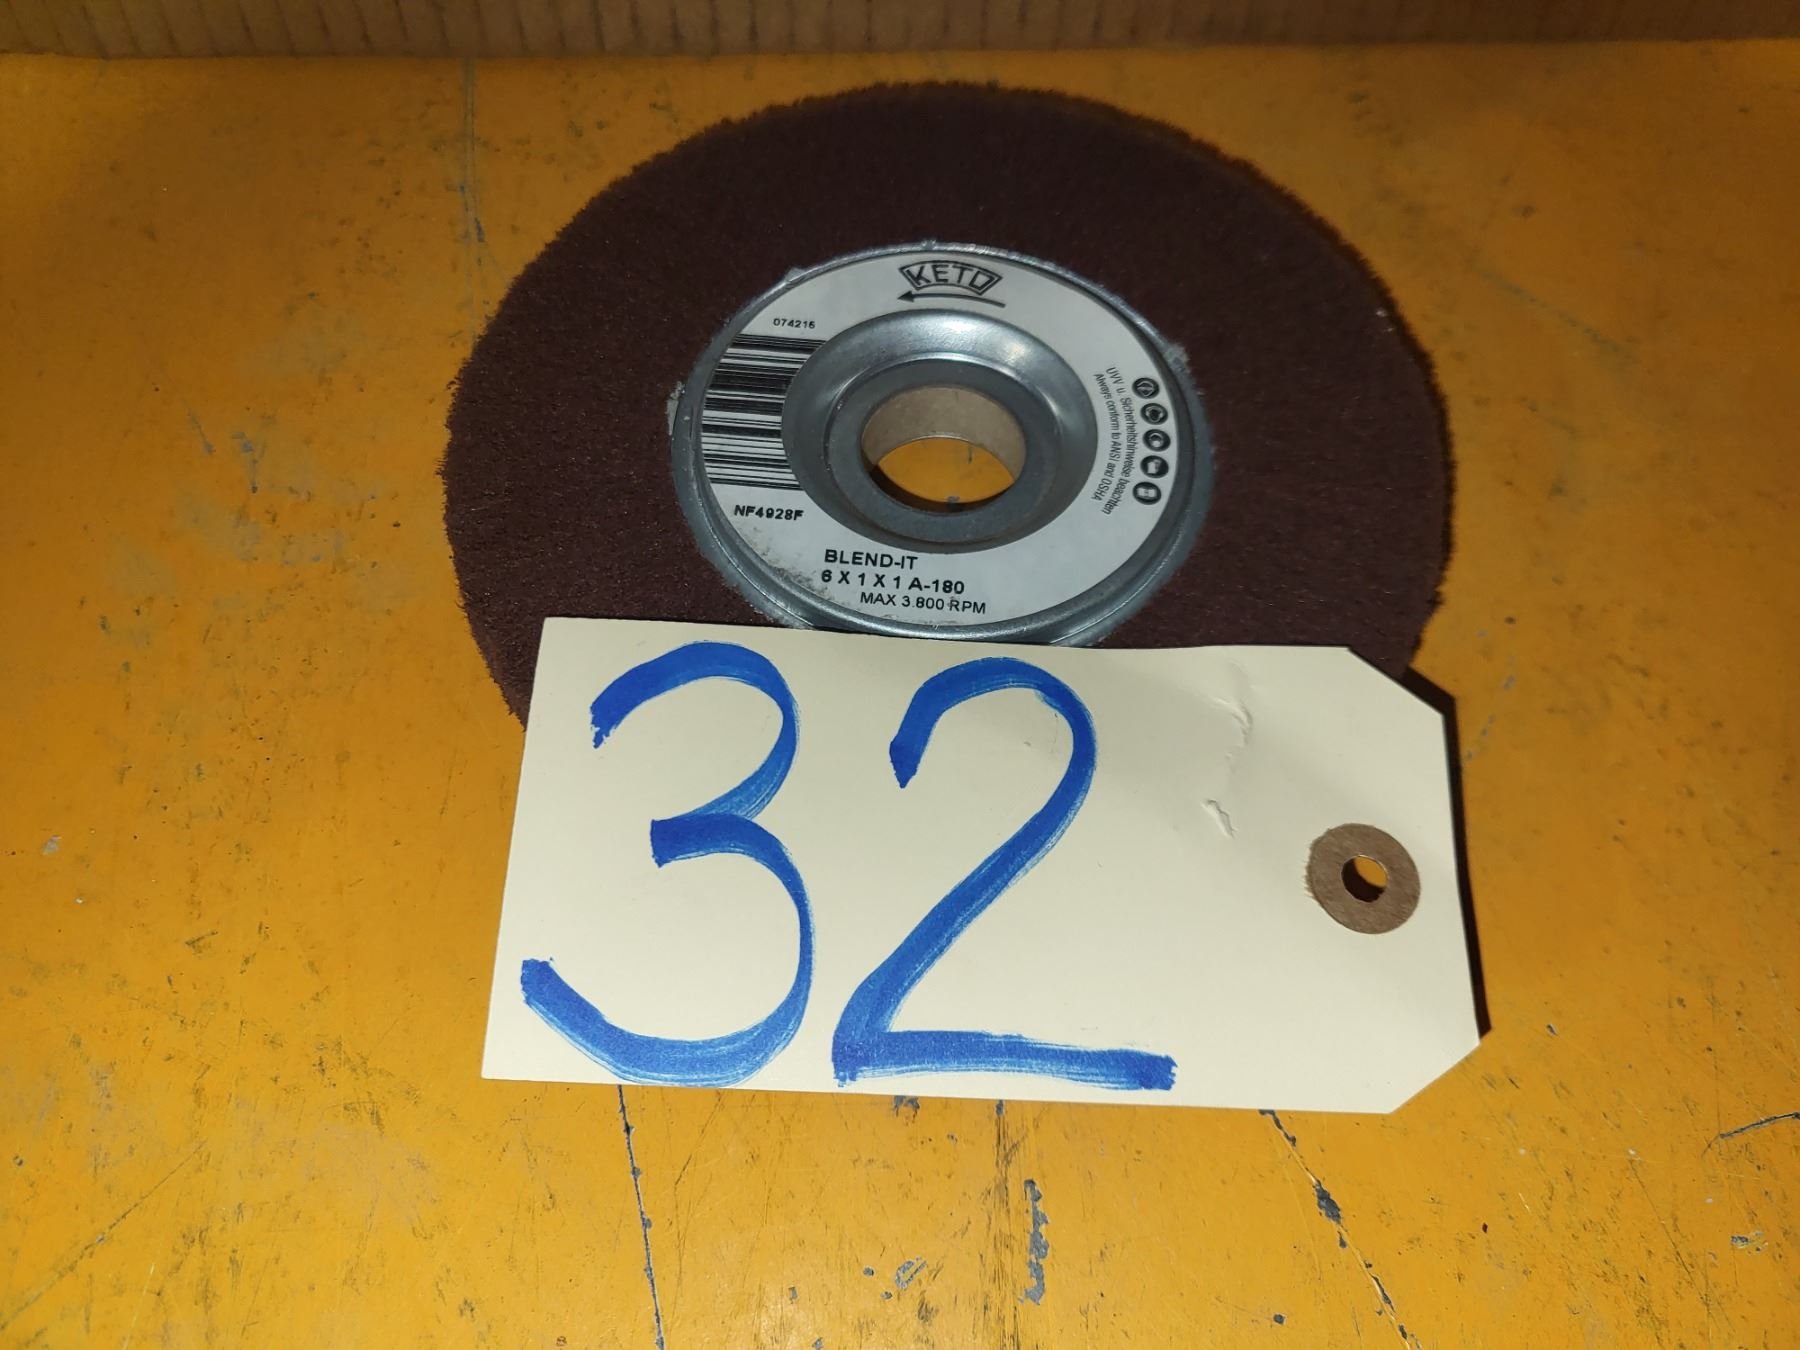 KETO
074216
UVV u. Sicherheitshinweise beachten
Always conform to ANSI and OSHA
NF4928F
BLEND-IT
6 X 1 X 1 A-180
MAX 3.800 RPM
32